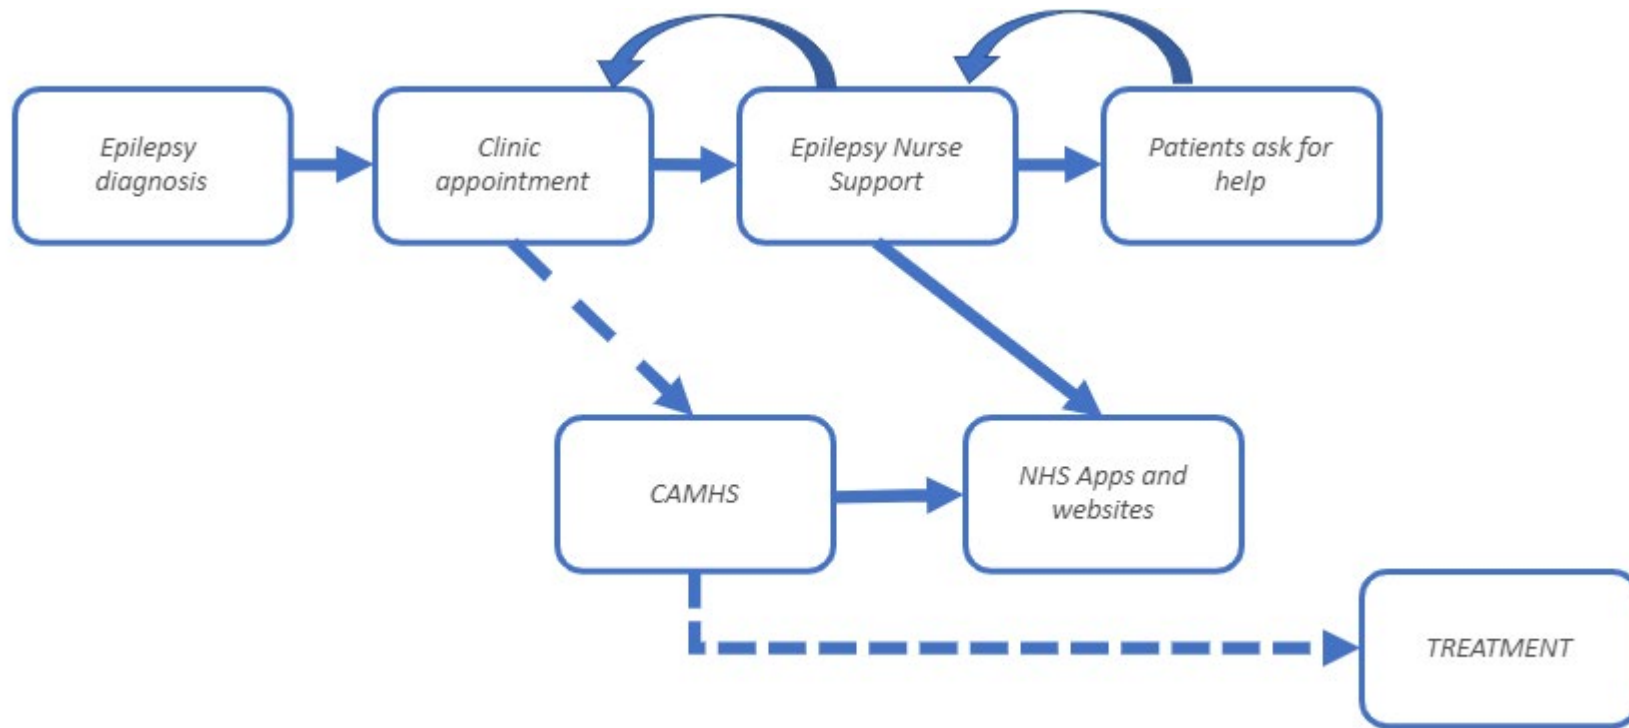 Epilepsy
diagnosis
Clinic
appointment
Epilepsy Nurse
Support
Patients ask for
help
CAMHS
NHS Apps and
websites
TREATMENT